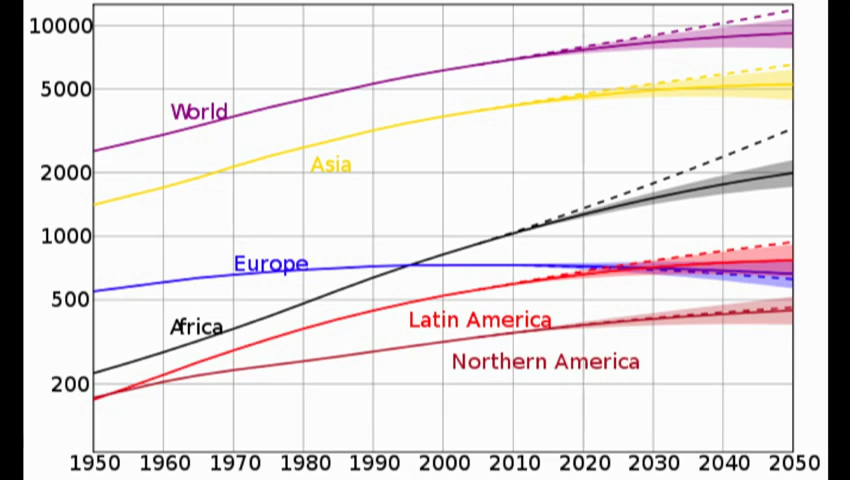 10000
5000
World
Asia
2000
1000
Europe
500
Africa
Latin America
Northern America
200
1950 1960 1970 1980 1990 2000 2010 2020 2030 2040 2050